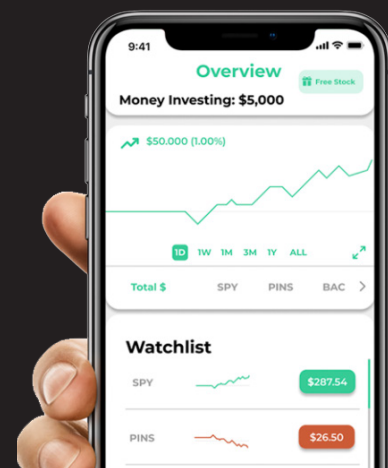 9:41
Overview
Free Stock
Money Investing: $5,000
$50.000 (1.00%)
1D 1W 1M 3M 1Y ALL
Total $ SPY PINS BAC
Watchlist
SPY $287.54
PINS $26.50